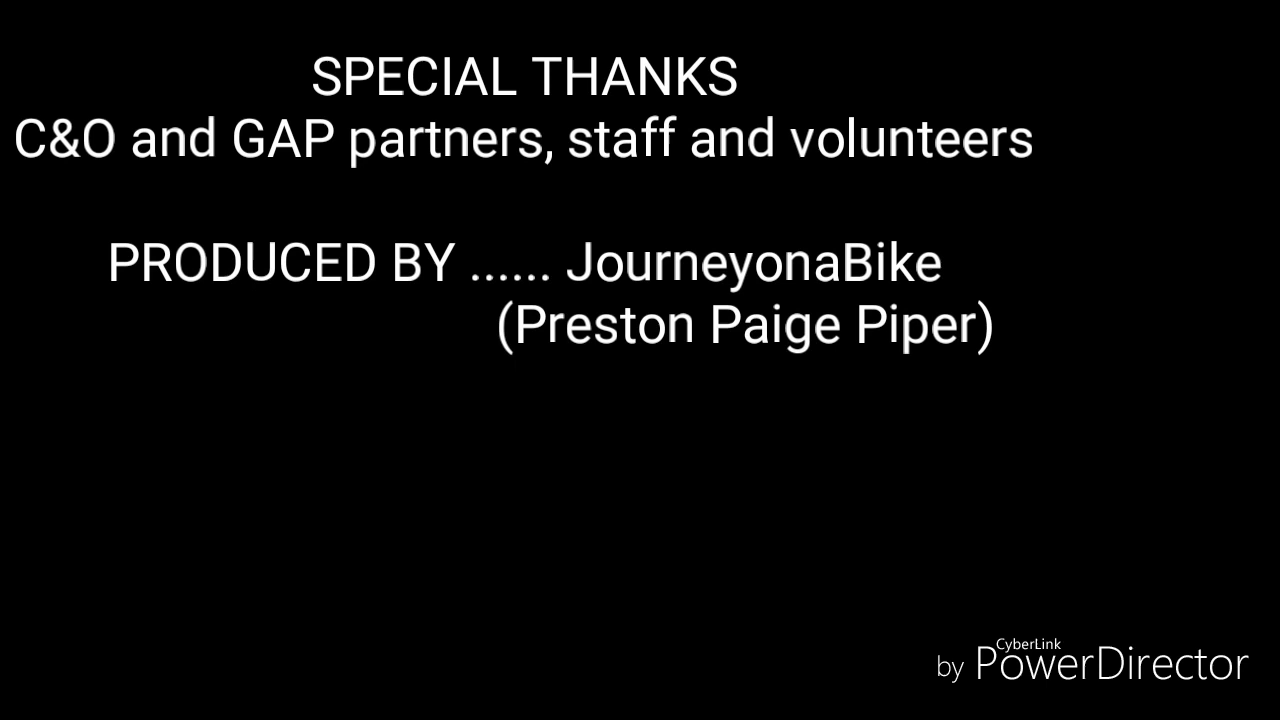 SPECIAL THANKS
C&O and GAP partners, staff and volunteers
PRODUCED BY ...... JourneyonaBike
(Preston Paige Piper)
by CyberLink PowerDirector